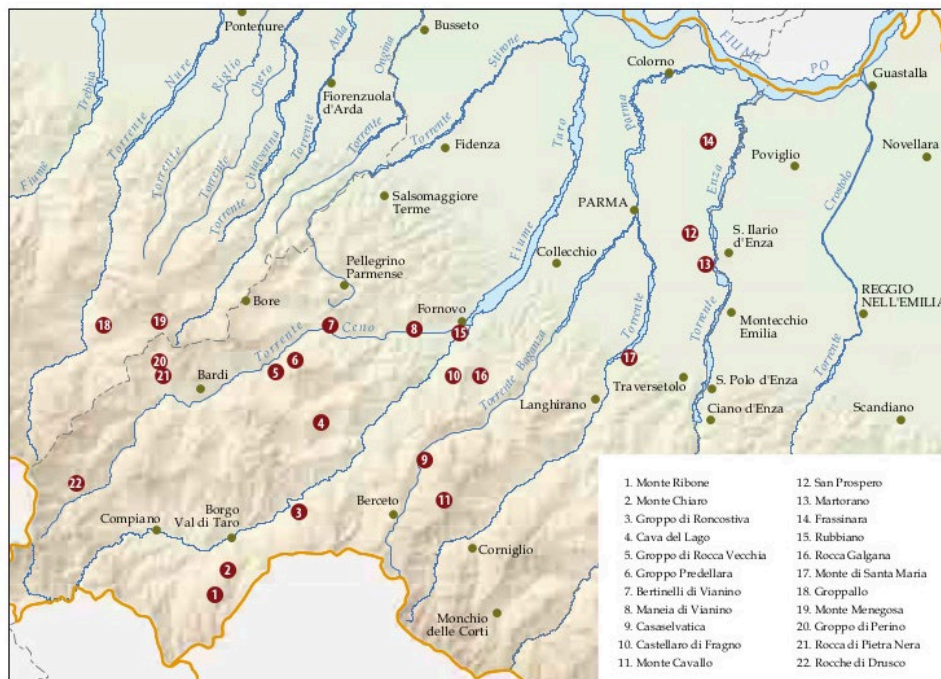 Pontenure
Busseto
FIUME PO
Colorno
Guastalla
Fiume Trebbia
Torrente Nure
Torrente Riglio
Torrente Chero
Torrente Chiavenna
Torrente Arda
Torrente Ongina
Torrente Stirone
Fiorenzuola
d'Arda
Fidenza
Fiume Taro
Parma
Enza
14
Poviglio
Novellara
Crostolo
Salsomaggiore
Terme
PARMA
12
S. Ilario
d'Enza
13
Collecchio
Pellegrino
Parmense
Bore
Fornovo
REGGIO
NELL'EMILIA
Montecchio
Emilia
18
19
7
8
15
Torrente Ceno
Torrente Baganza
Torrente
Torrente
Torrente
20
21
Bardi
5
6
10
16
17
Traversetolo
S. Polo d'Enza
Langhirano
Ciano d'Enza
Scandiano
4
9
22
11
Compiano
Borgo
Val di Taro
3
Berceto
Corniglio
2
1
Monchio
delle Corti
1. Monte Ribone
2. Monte Chiaro
3. Groppo di Roncostiva
4. Cava del Lago
5. Groppo di Rocca Vecchia
6. Groppo Predellara
7. Bertinelli di Vianino
8. Maneia di Vianino
9. Casaselvatica
10. Castellaro di Fragno
11. Monte Cavallo
12. San Prospero
13. Martorano
14. Frassinara
15. Rubbiano
16. Rocca Galgana
17. Monte di Santa Maria
18. Groppallo
19. Monte Menegosa
20. Groppo di Perino
21. Rocca di Pietra Nera
22. Rocche di Drusco